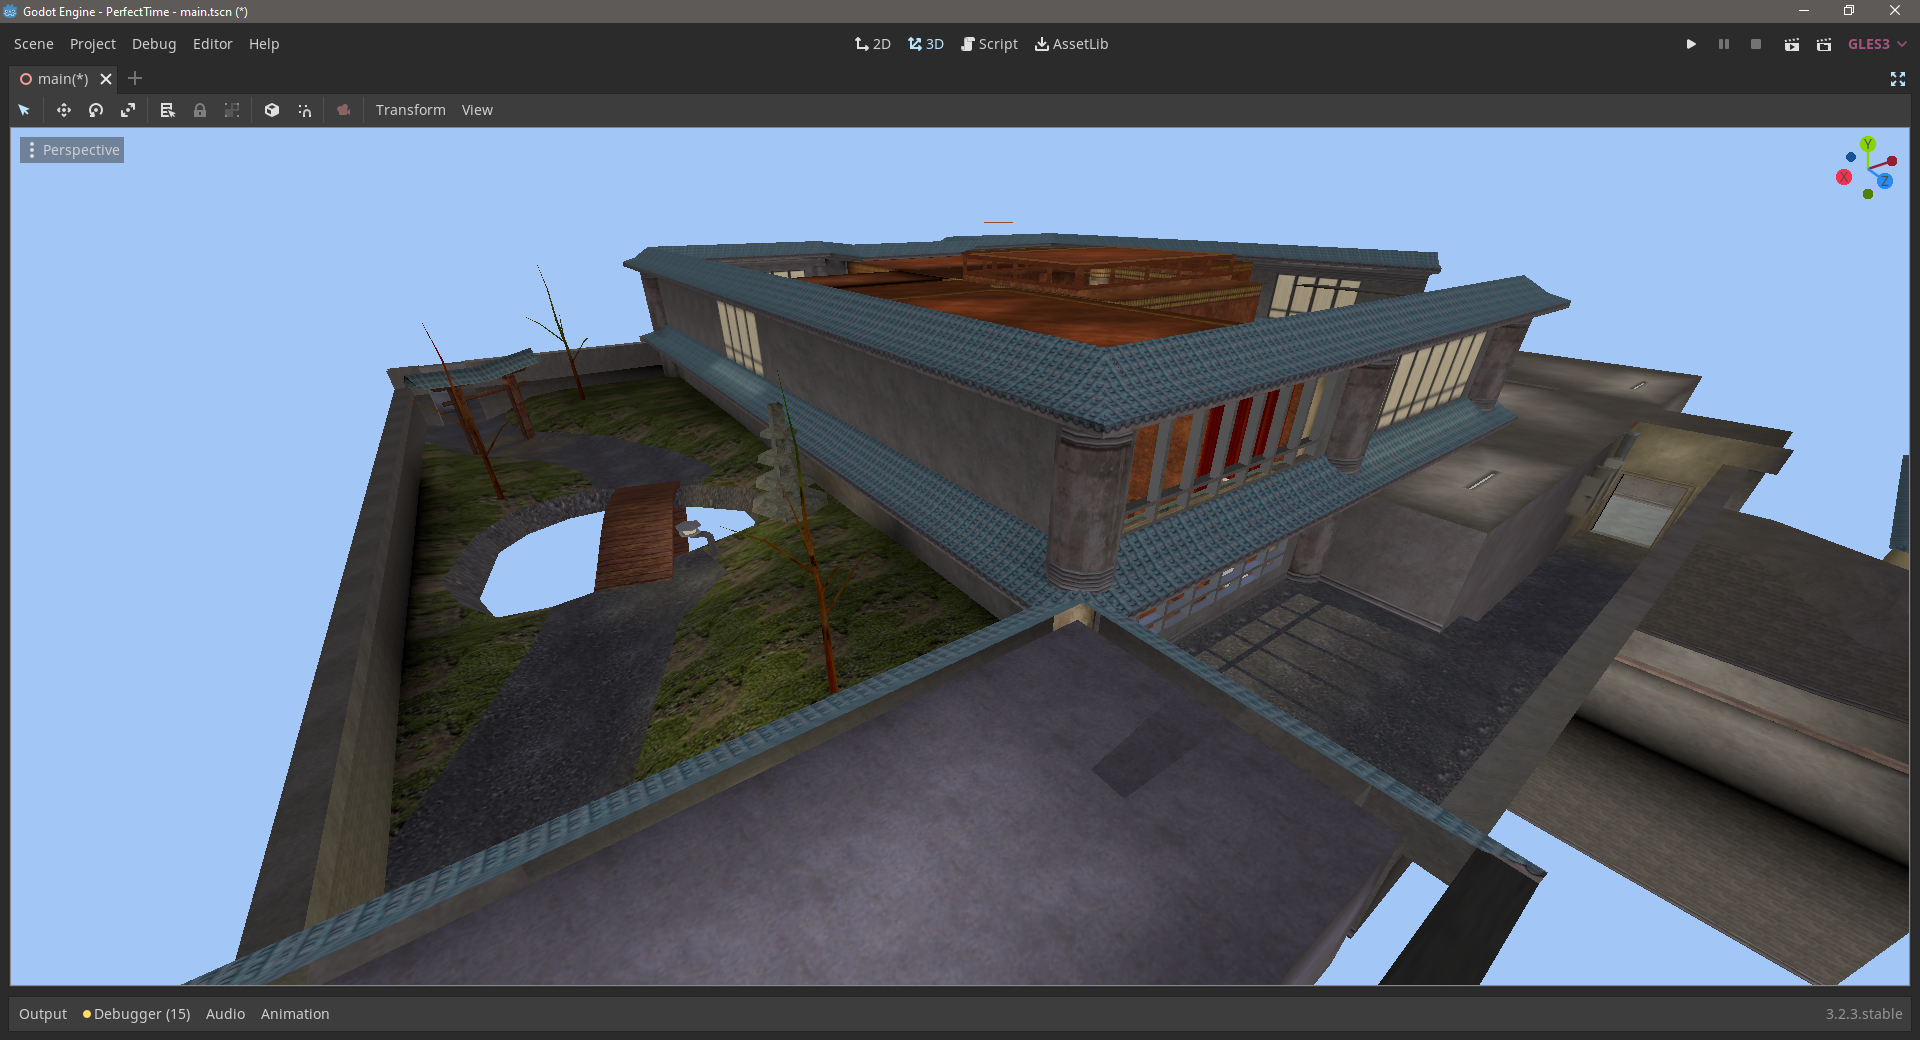 Godot Engine - PerfectTime - main.tscn (*)
Scene Project Debug Editor Help
2D 3D Script AssetLib
GLES3
main(*)
Transform View
Perspective
Y
X
Z
Output Debugger (15) Audio Animation
3.2.3.stable